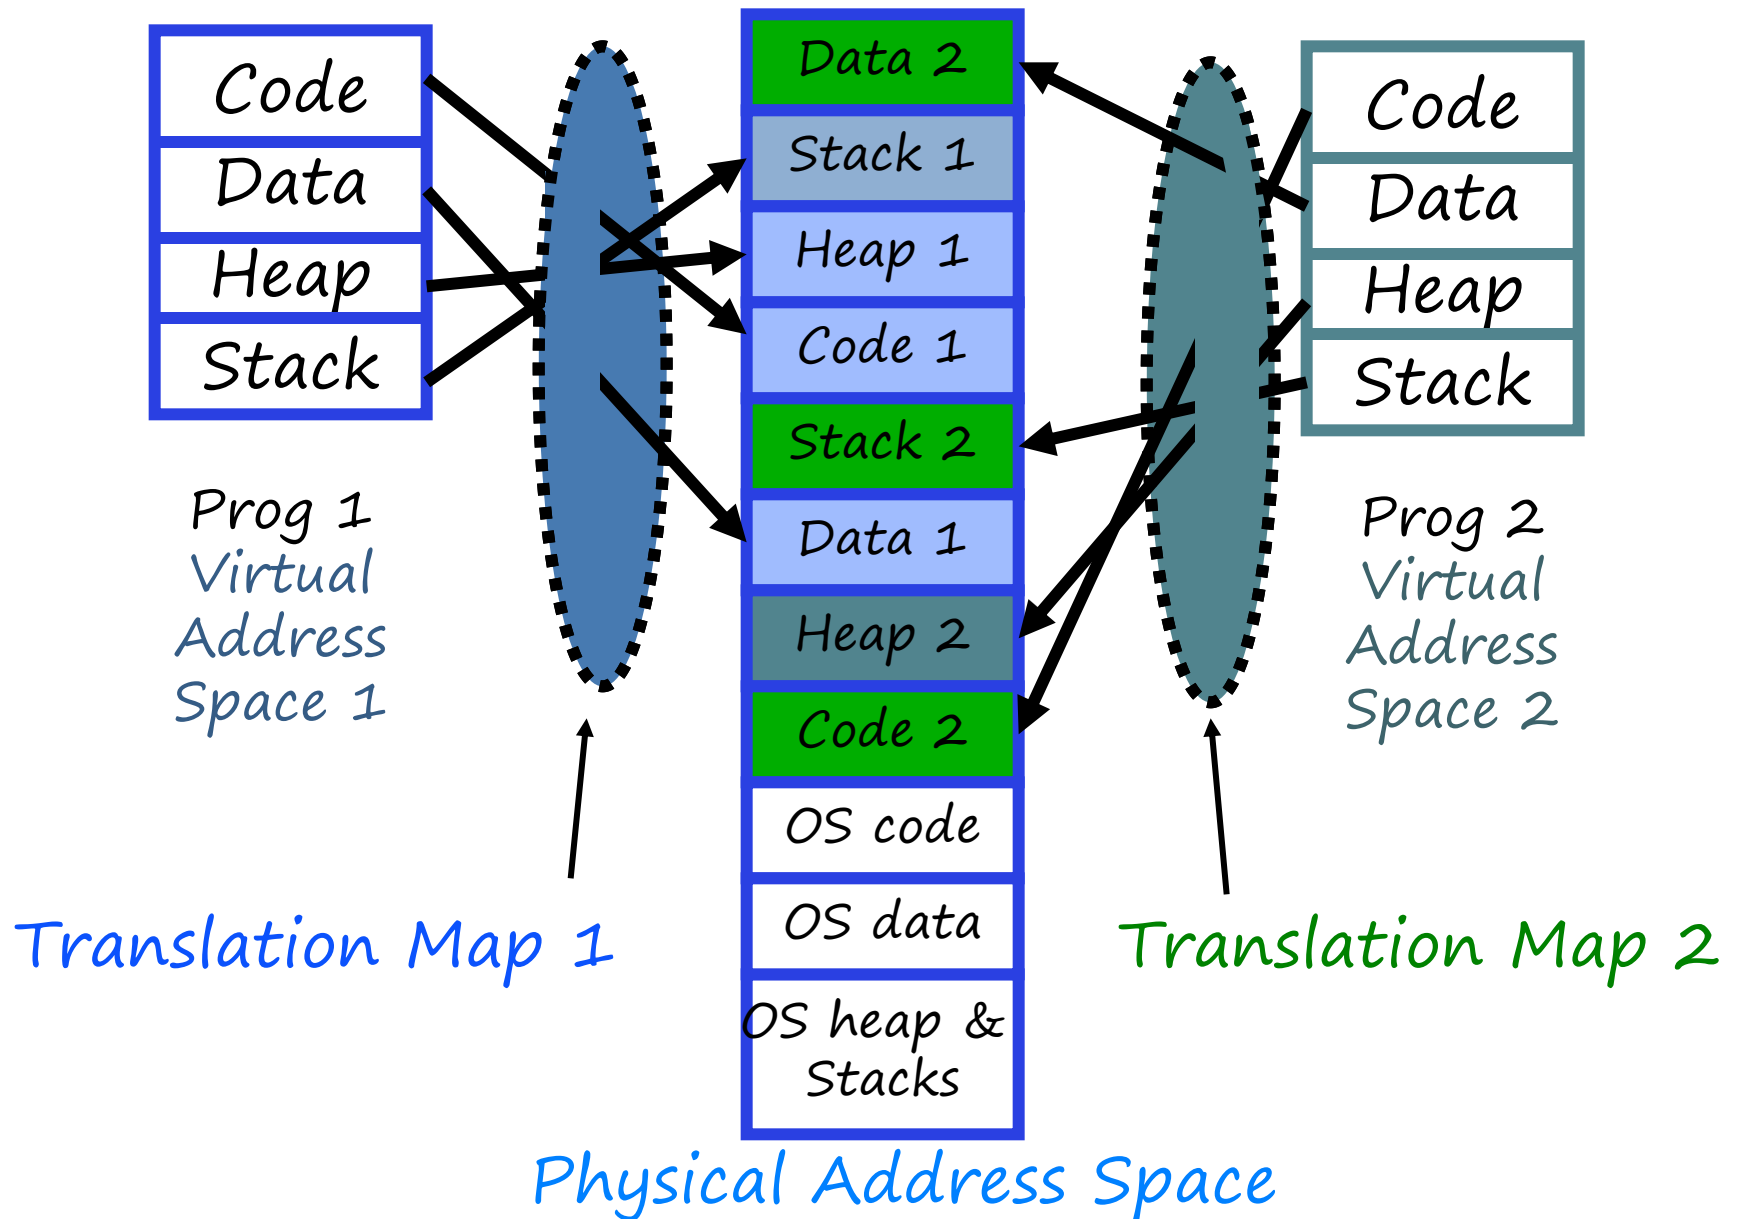 Code
Data
Heap
Stack
Prog 1
Virtual
Address
Space 1
Translation Map 1
Data 2
Stack 1
Heap 1
Code 1
Stack 2
Data 1
Heap 2
Code 2
OS code
OS data
OS heap &
Stacks
Physical Address Space
Code
Data
Heap
Stack
Prog 2
Virtual
Address
Space 2
Translation Map 2